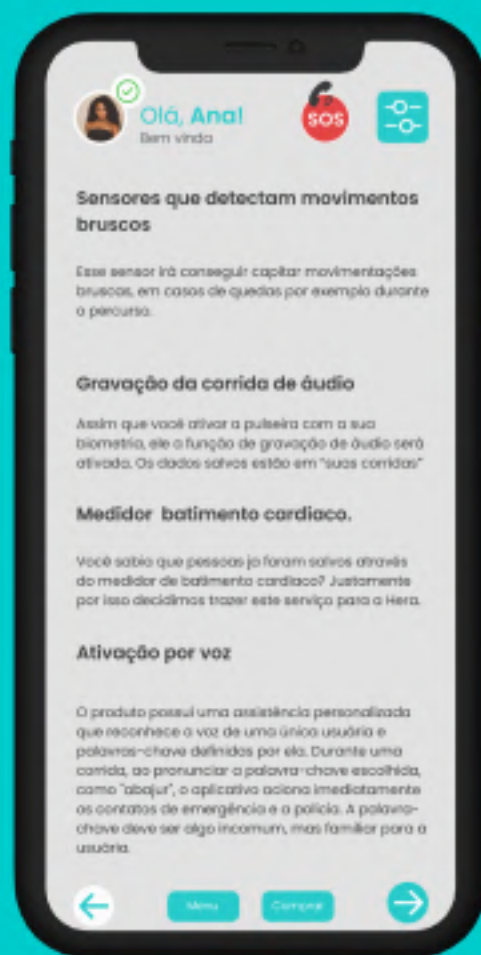 Olá, Ana!
Bem vinda
SOS
Sensores que detectam movimentos
bruscos
Esse sensor irá conseguir capitar movimentações
bruscas, em casos de quedas por exemplo durante
o percurso.
Gravação da corrida de áudio
Assim que você ativar a pulseira com a sua
biometria, ele a função de gravação de áudio será
ativada. Os dados salvos estão em "suas corridas"
Medidor batimento cardiaco.
Você sabia que pessoas ja foram salvos através
do medidor de batimento cardiaco? Justamente
por isso decidimos trazer este serviço para a Hera.
Ativação por voz
O produto possui uma assistência personalizada
que reconhece a voz de uma única usuária e
palavras-chave definidas por ela. Durante uma
corrida, ao pronunciar a palavra-chave escolhida,
como "abajur", o aplicativo aciona imediatamente
os contatos de emergência e a polícia. A palavra-
chave deve ser algo incomum, mas familiar para a
usuária.
Menu
Comprar